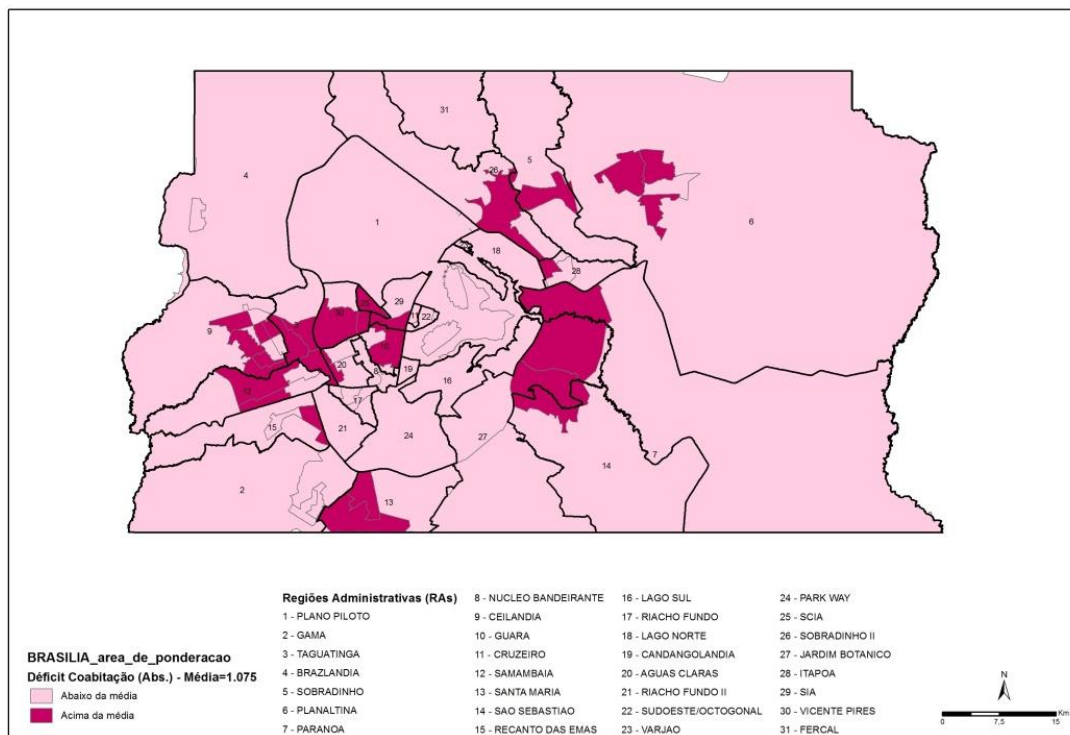 31
5
26
4
6
1
18
28
29
25
11
22
30
9
3
10
20
8
19
16
12
17
15
21
24
27
14
7
2
13
Regiões Administrativas (RAs)
1 - PLANO PILOTO
2 - GAMA
3 - TAGUATINGA
4 - BRAZLANDIA
5 - SOBRADINHO
6 - PLANALTINA
7 - PARANOA
8 - NUCLEO BANDEIRANTE
9 - CEILANDIA
10 - GUARA
11 - CRUZEIRO
12 - SAMAMBAIA
13 - SANTA MARIA
14 - SAO SEBASTIAO
15 - RECANTO DAS EMAS
16 - LAGO SUL
17 - RIACHO FUNDO
18 - LAGO NORTE
19 - CANDANGOLANDIA
20 - AGUAS CLARAS
21 - RIACHO FUNDO II
22 - SUDOESTE/OCTOGONAL
23 - VARJAO
24 - PARK WAY
25 - SCIA
26 - SOBRADINHO II
27 - JARDIM BOTANICO
28 - ITAPOA
29 - SIA
30 - VICENTE PIRES
31 - FERCAL
BRASILIA_area_de_ponderacao
Déficit Coabitação (Abs.) - Média=1.075
Abaixo da média
Acima da média
N
Km
0 7,5 15